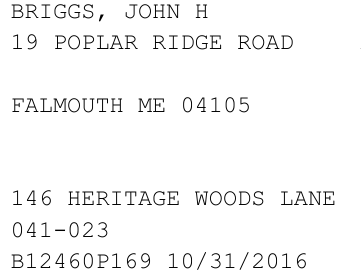 BRIGGS, JOHN H
19 POPLAR RIDGE ROAD
FALMOUTH ME 04105
146 HERITAGE WOODS LANE
041-023
B12460P169 10/31/2016